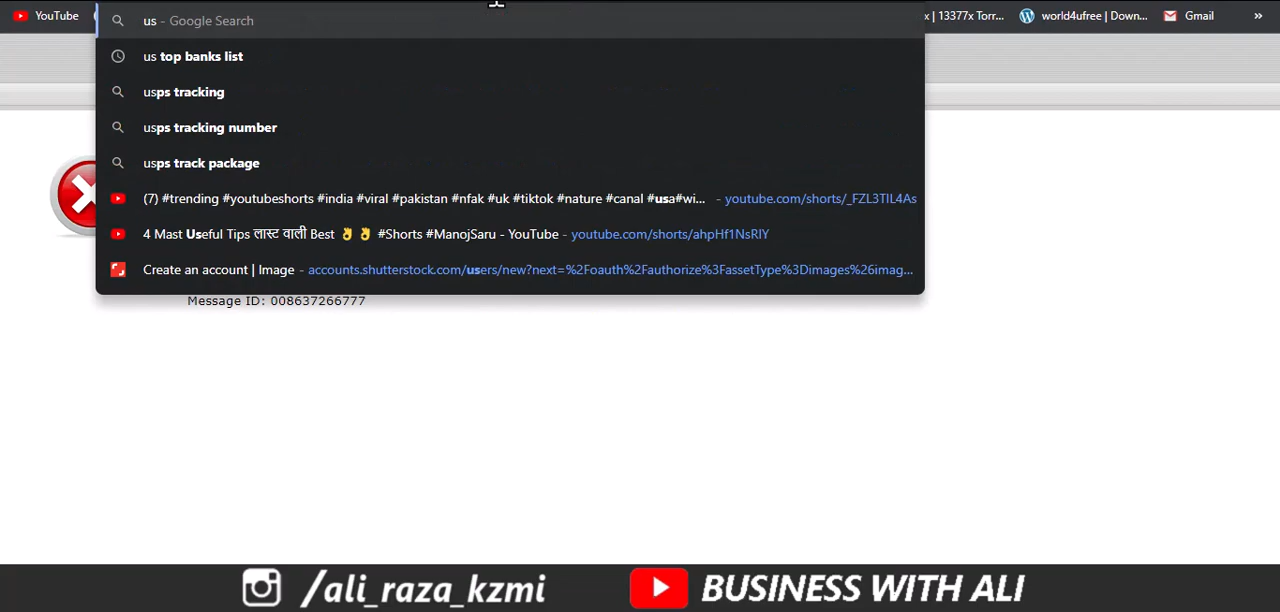 YouTube
us - Google Search
x | 13377x Torr...
world4ufree | Down...
Gmail
»
us top banks list
usps tracking
usps tracking number
usps track package
(7) #trending #youtubeshorts #india #viral #pakistan #nfak #uk #tiktok #nature #canal #usa#wi... - youtube.com/shorts/_FZL3TIL4As
4 Mast Useful Tips लास्ट वाली Best 👌👌 #Shorts #ManojSaru - YouTube - youtube.com/shorts/ahpHf1NsRIY
Create an account | Image - accounts.shutterstock.com/users/new?next=%2Foauth%2Fauthorize%3FassetType%3Dimages%26imag...
Message ID: 008637266777
/ali_raza_kzmi
BUSINESS WITH ALI